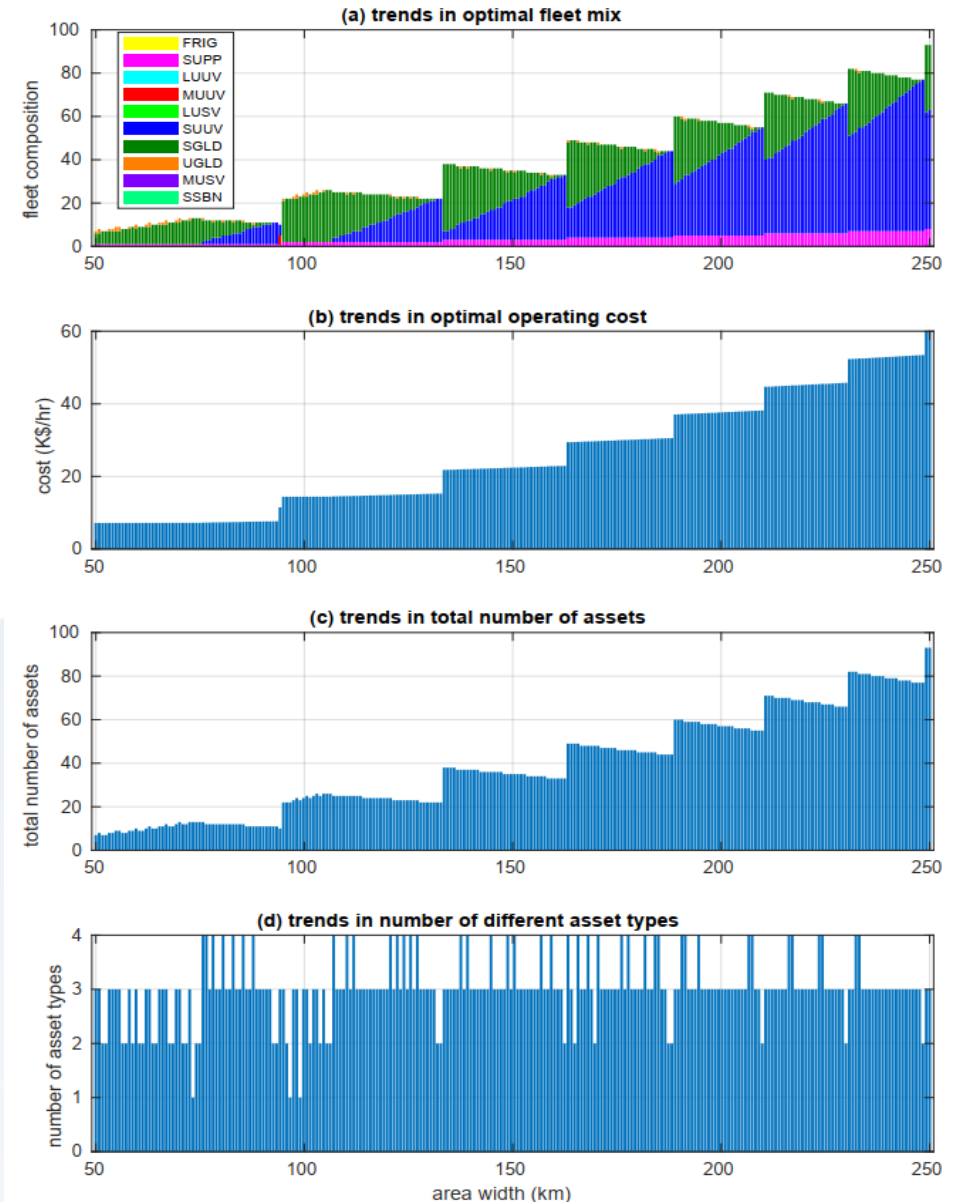 (a) trends in optimal fleet mix
100
80
60
40
20
0
fleet composition
FRIG
SUPP
LUUV
MUUV
LUSV
SUUV
SGLD
UGLD
MUSV
SSBN
50 100 150 200 250
(b) trends in optimal operating cost
60
40
20
0
cost (K$/hr)
50 100 150 200 250
(c) trends in total number of assets
100
80
60
40
20
0
total number of assets
50 100 150 200 250
(d) trends in number of different asset types
4
3
2
1
0
number of asset types
50 100 150 200 250
area width (km)